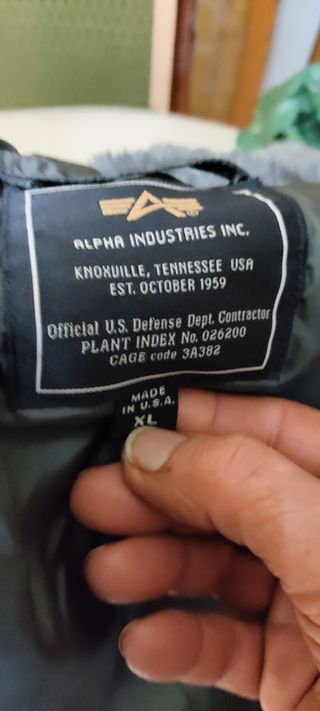 ALPHA INDUSTRIES INC.
KNOXVILLE, TENNESSEE USA
EST. OCTOBER 1959
Official U.S. Defense Dept. Contractor
PLANT INDEX No. 026200
CAGE code 3A382
MADE
IN U.S.A.
XL